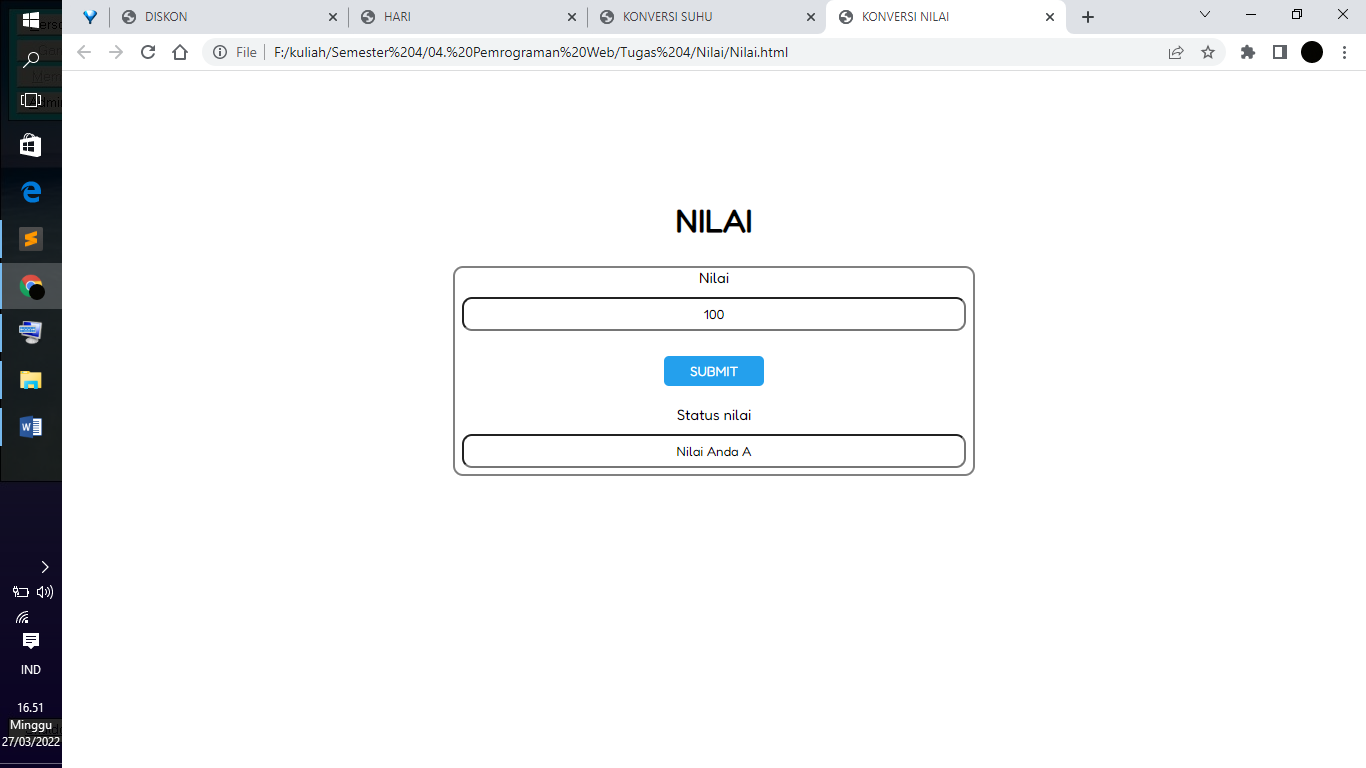 DISKON
HARI
KONVERSI SUHU
KONVERSI NILAI
File
F:/kuliah/Semester%204/04.%20Pemrograman%20Web/Tugas%204/Nilai/Nilai.html
NILAI
Nilai
100
SUBMIT
Status nilai
Nilai Anda A
IND
16.51
Minggu
27/03/2022